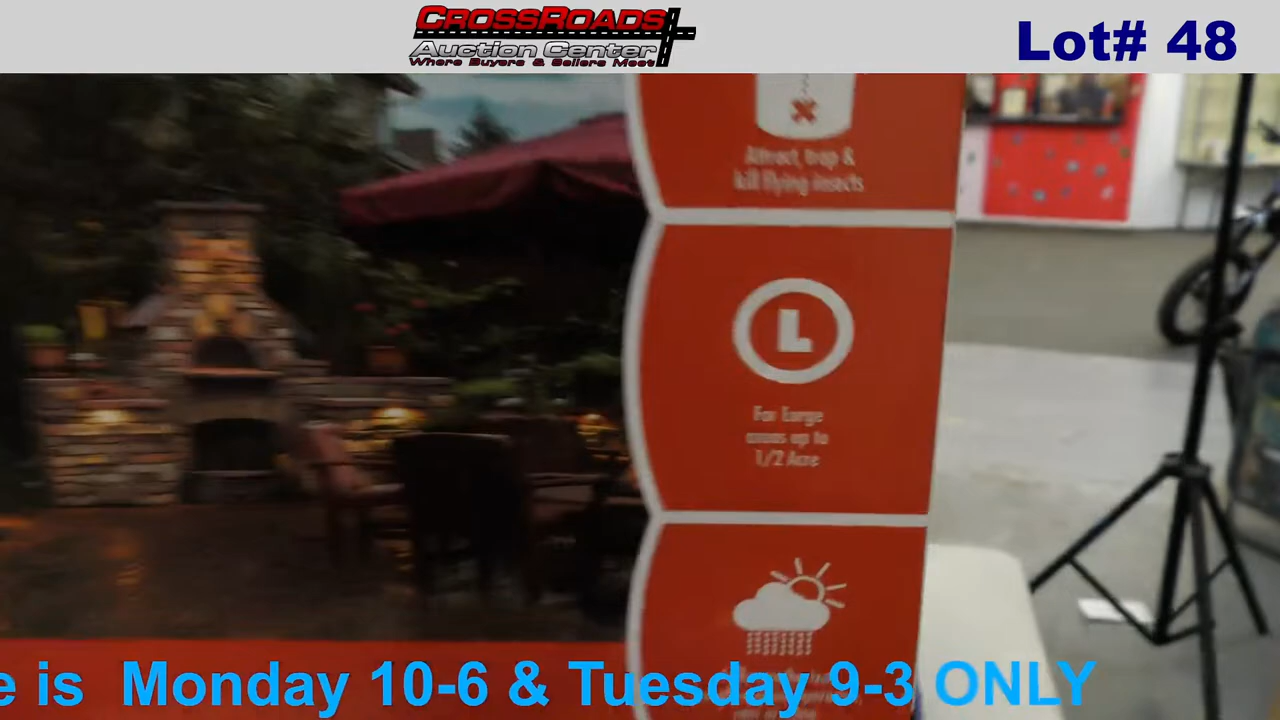 CROSSROADS
Auction Center
Where Buyers & Sellers Meet
Lot# 48
Attract, trap &
kill flying insects
L
For Large
areas up to
1/2 Acre
e is Monday 10-6 & Tuesday 9-3 ONLY